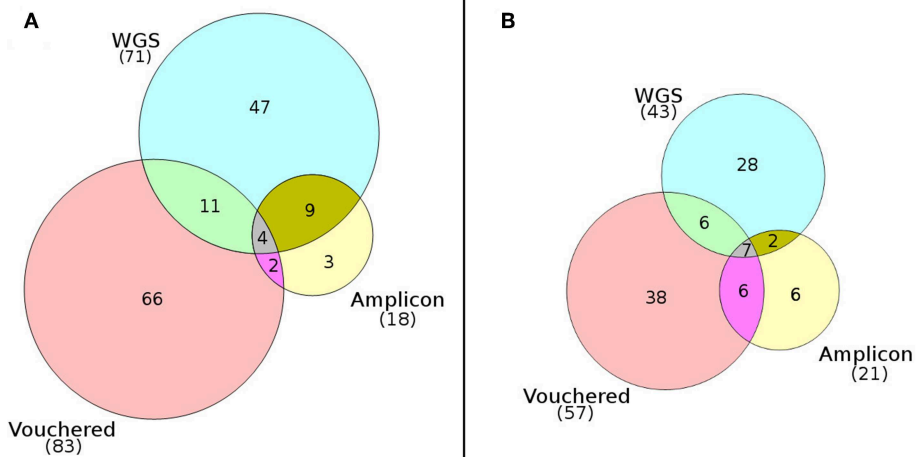 A
WGS
(71)
47
11
9
4
2
3
66
Amplicon
(18)
Vouchered
(83)
B
WGS
(43)
28
6
2
7
38
6
6
Amplicon
(21)
Vouchered
(57)